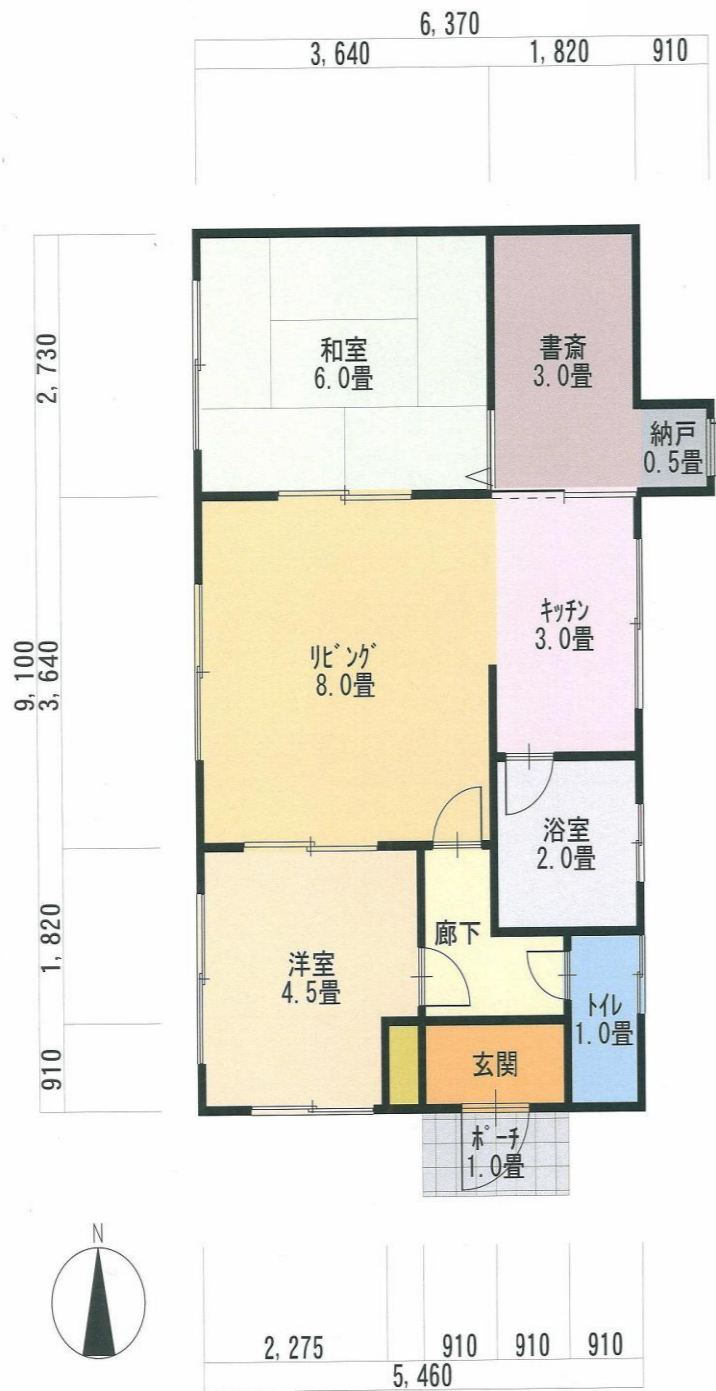 6,370
3,640
1,820
910
和室
6.0畳
書斎
3.0畳
納戸
0.5畳
2,730
キッチン
3.0畳
リビング
8.0畳
9,100
3,640
浴室
2.0畳
廊下
洋室
4.5畳
1,820
トイレ
1.0畳
玄関
910
ポーチ
1.0畳
N
2,275
910
910
910
5,460